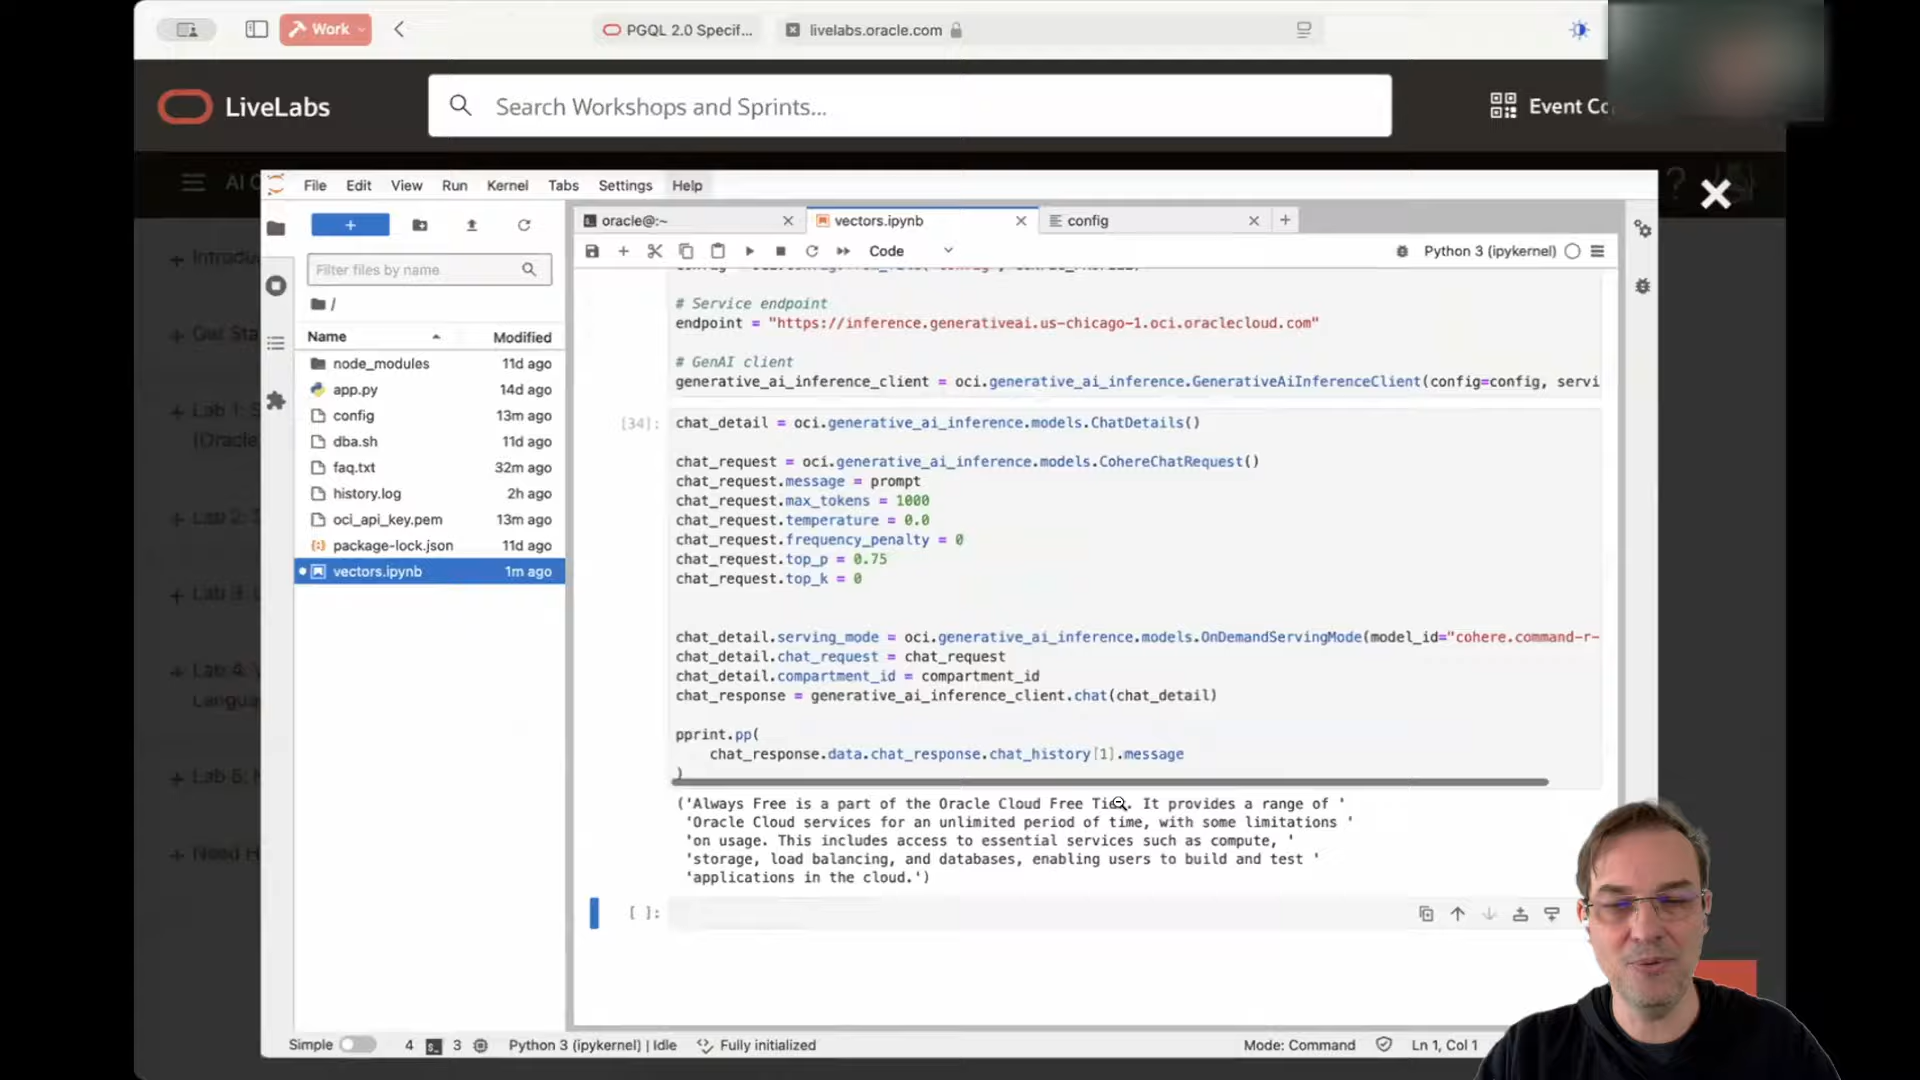 Work
PGQL 2.0 Specif...
livelabs.oracle.com
LiveLabs
Search Workshops and Sprints...
Event Co
File Edit View Run Kernel Tabs Settings Help
oracle@:~
vectors.ipynb
config
Code
Python 3 (ipykernel)
Filter files by name
/
Name Modified
node_modules 11d ago
app.py 14d ago
config 13m ago
dba.sh 11d ago
faq.txt 32m ago
history.log 2h ago
oci_api_key.pem 13m ago
package-lock.json 11d ago
vectors.ipynb 1m ago
# Service endpoint
endpoint = "https://inference.generativeai.us-chicago-1.oci.oraclecloud.com"
# GenAI client
generative_ai_inference_client = oci.generative_ai_inference.GenerativeAiInferenceClient(config=config, servi
[34]:
chat_detail = oci.generative_ai_inference.models.ChatDetails()
chat_request = oci.generative_ai_inference.models.CohereChatRequest()
chat_request.message = prompt
chat_request.max_tokens = 1000
chat_request.temperature = 0.0
chat_request.frequency_penalty = 0
chat_request.top_p = 0.75
chat_request.top_k = 0
chat_detail.serving_mode = oci.generative_ai_inference.models.OnDemandServingMode(model_id="cohere.command-r-
chat_detail.chat_request = chat_request
chat_detail.compartment_id = compartment_id
chat_response = generative_ai_inference_client.chat(chat_detail)
pprint.pp(
chat_response.data.chat_response.chat_history[1].message
)
('Always Free is a part of the Oracle Cloud Free Tier. It provides a range of '
'Oracle Cloud services for an unlimited period of time, with some limitations '
'on usage. This includes access to essential services such as compute, '
'storage, load balancing, and databases, enabling users to build and test '
'applications in the cloud.')
[ ]:
Simple 4 3 Python 3 (ipykernel) | Idle Fully initialized Mode: Command Ln 1, Col 1